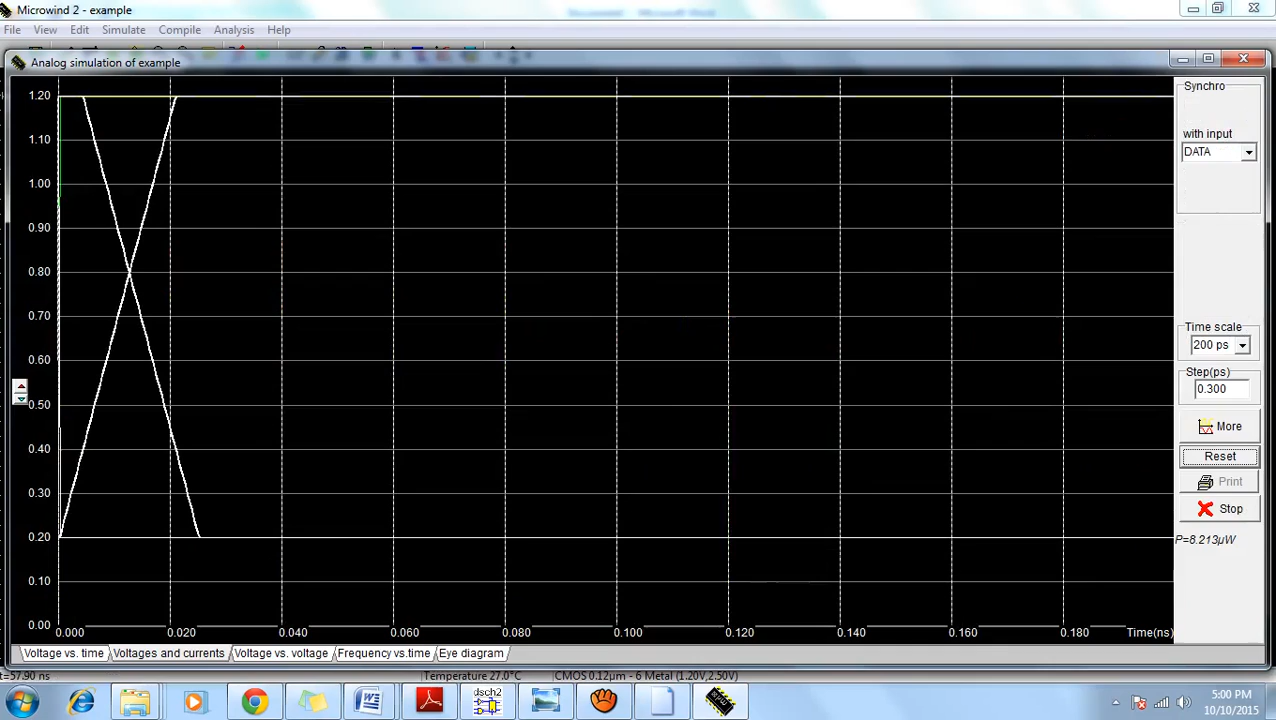 Microwind 2 - example
File View Edit Simulate Compile Analysis Help
Analog simulation of example
1.20
1.10
1.00
0.90
0.80
0.70
0.60
0.50
0.40
0.30
0.20
0.10
0.00
0.000 0.020 0.040 0.060 0.080 0.100 0.120 0.140 0.160 0.180 Time(ns)
Voltage vs. time Voltages and currents Voltage vs. voltage Frequency vs.time Eye diagram
Synchro
with input
DATA
Time scale
200 ps
Step(ps)
0.300
More
Reset
Print
Stop
P=8.213µW
t=57.90 ns Temperature 27.0°C CMOS 0.12µm - 6 Metal (1.20V,2.50V)
dsch2
5:00 PM
10/10/2015